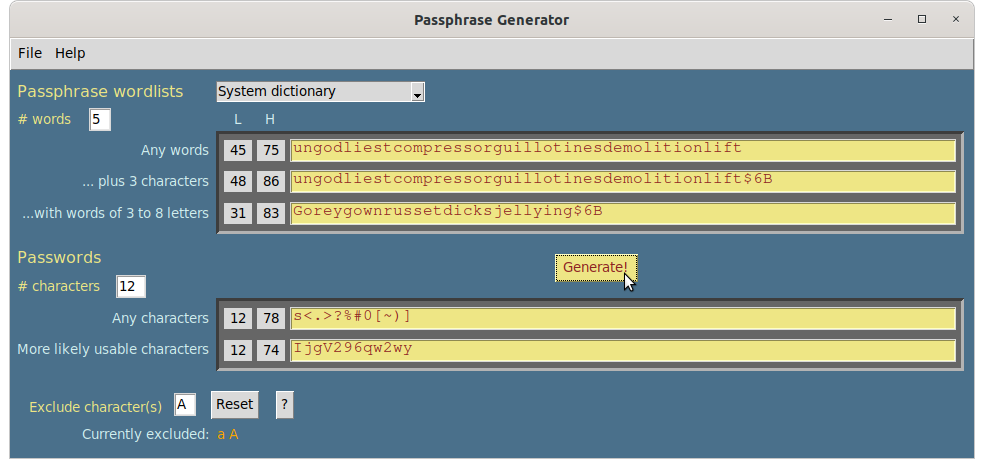 Passphrase Generator
File Help
Passphrase wordlists System dictionary
# words 5 L H
Any words 45 75 ungodliestcompressorguillotinesdemolitionlift
... plus 3 characters 48 86 ungodliestcompressorguillotinesdemolitionlift$6B
...with words of 3 to 8 letters 31 83 Goreygownrussetdicksjellying$6B
Passwords
Generate!
# characters 12
Any characters 12 78 s<.>?%#0[~)]
More likely usable characters 12 74 IjgV296qw2wy
Exclude character(s) A Reset ?
Currently excluded: a A